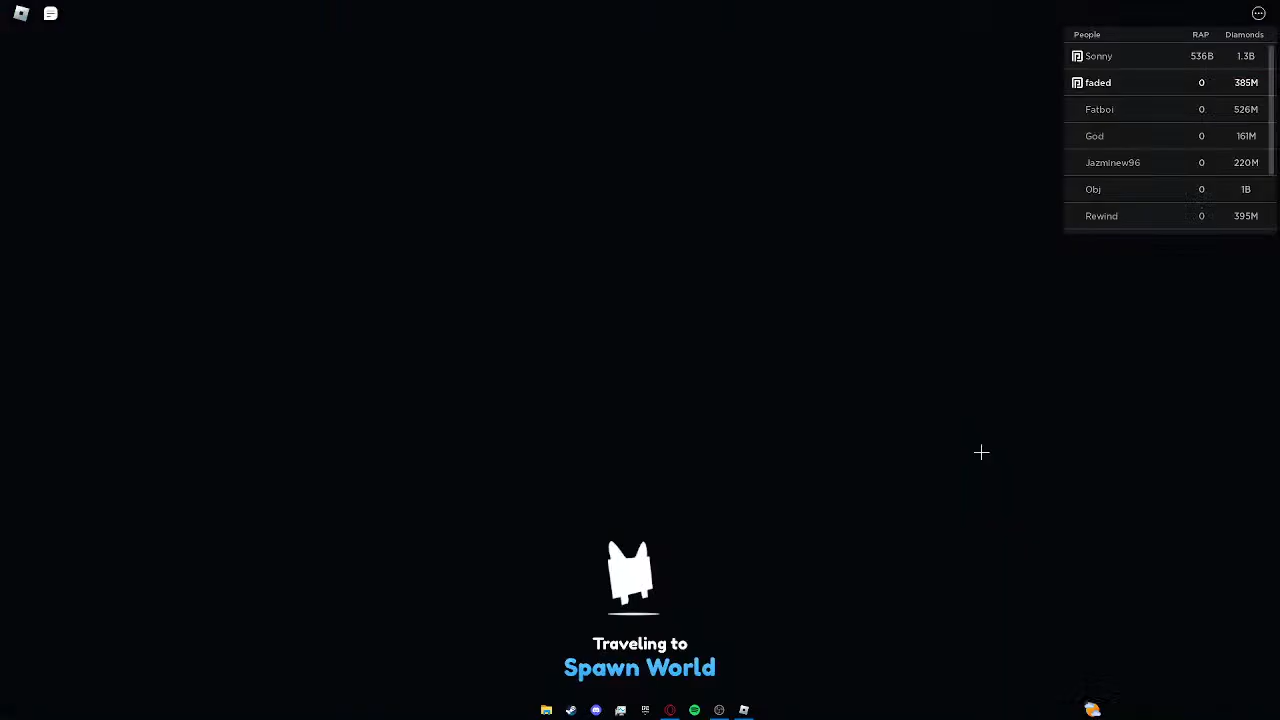 People RAP Diamonds
Sonny 536B 1.3B
faded 0 385M
Fatboi 0 526M
God 0 161M
Jazminew96 0 220M
Obj 0 1B
Rewind 0 395M
Traveling to
Spawn World